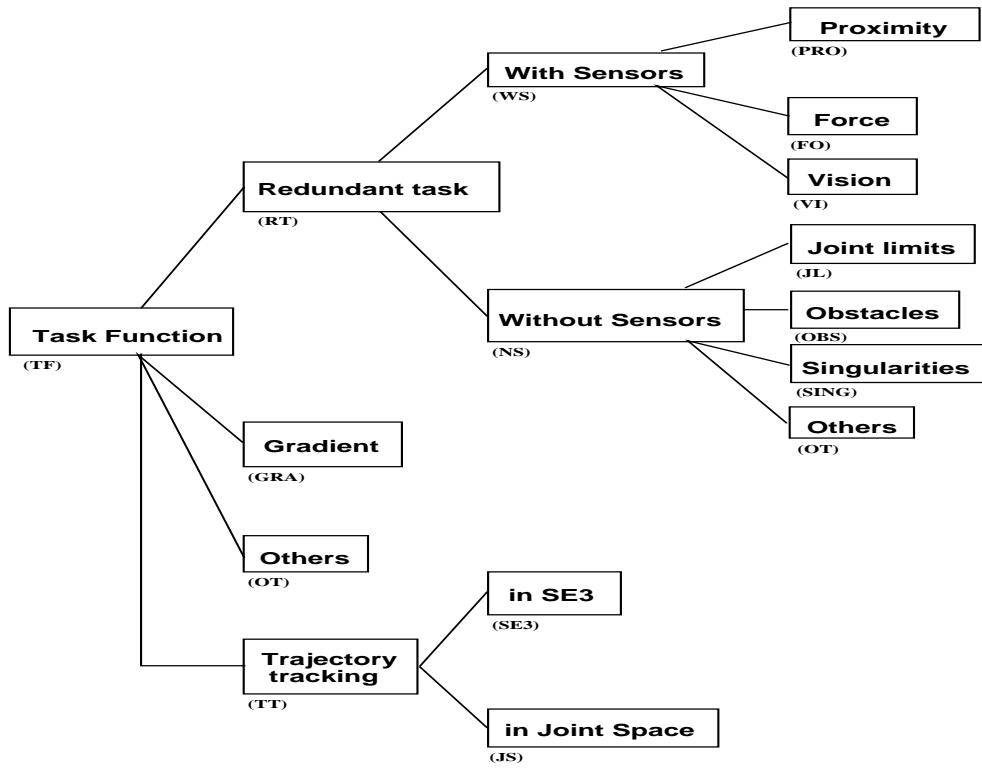 Proximity
(PRO)
With Sensors
(WS)
Force
(FO)
Vision
(VI)
Redundant task
(RT)
Joint limits
(JL)
Without Sensors
(NS)
Obstacles
(OBS)
Singularities
(SING)
Others
(OT)
Task Function
(TF)
Gradient
(GRA)
Others
(OT)
in SE3
(SE3)
Trajectory
tracking
(TT)
in Joint Space
(JS)